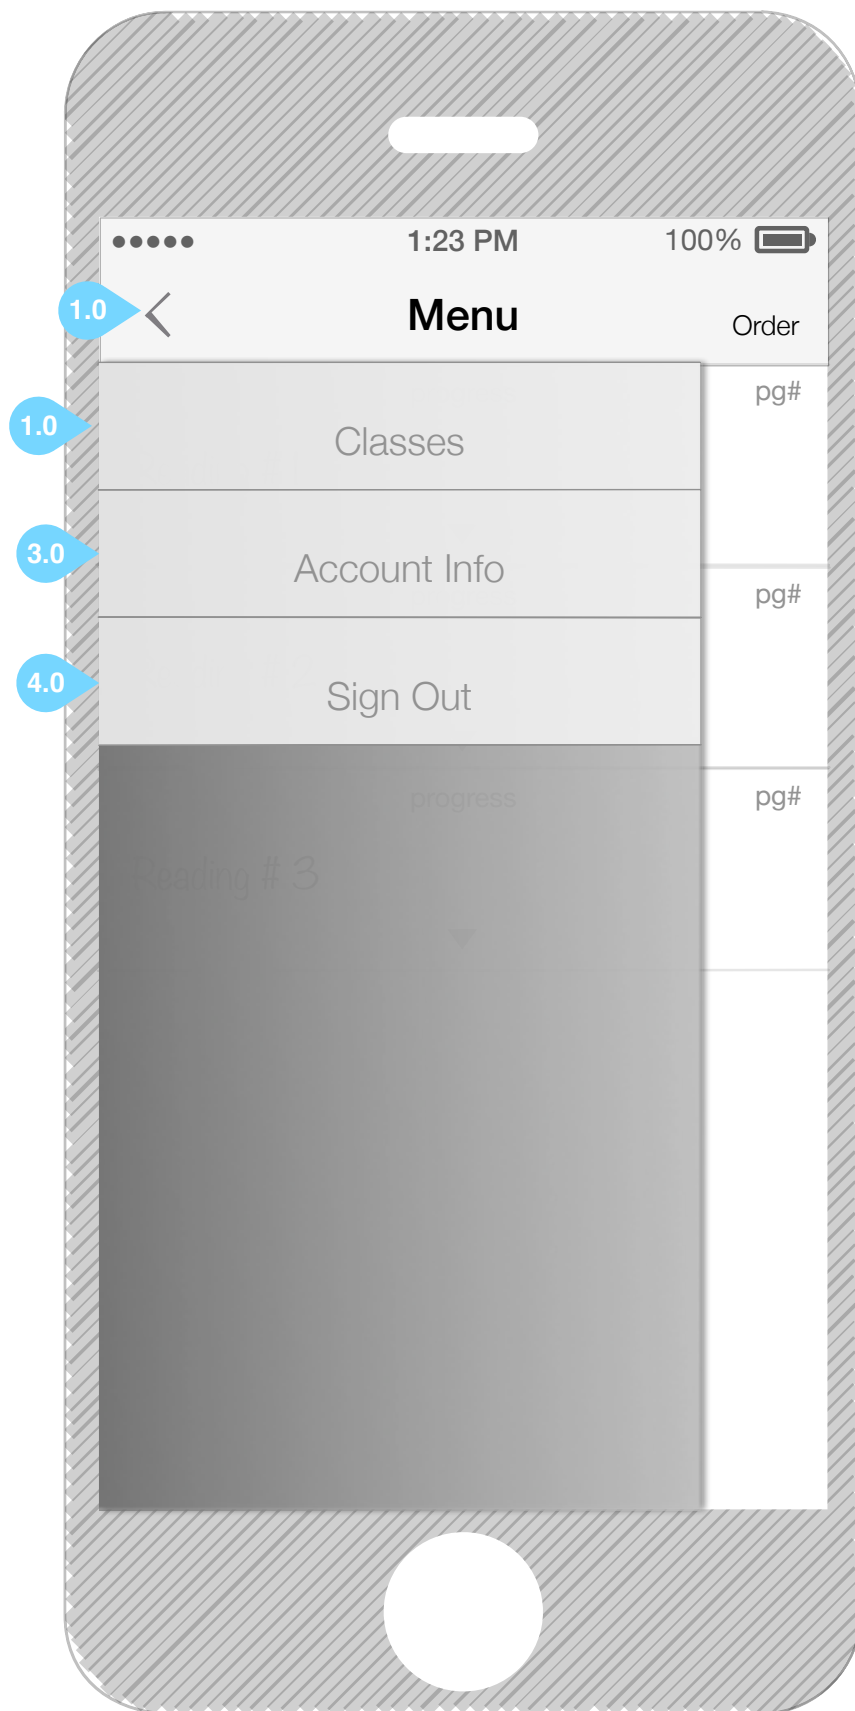 1:23 PM 100%
1.0 Menu Order
pg#
1.0 Classes
3.0 Account Info
pg#
4.0 Sign Out
progress pg#
Reading # 3